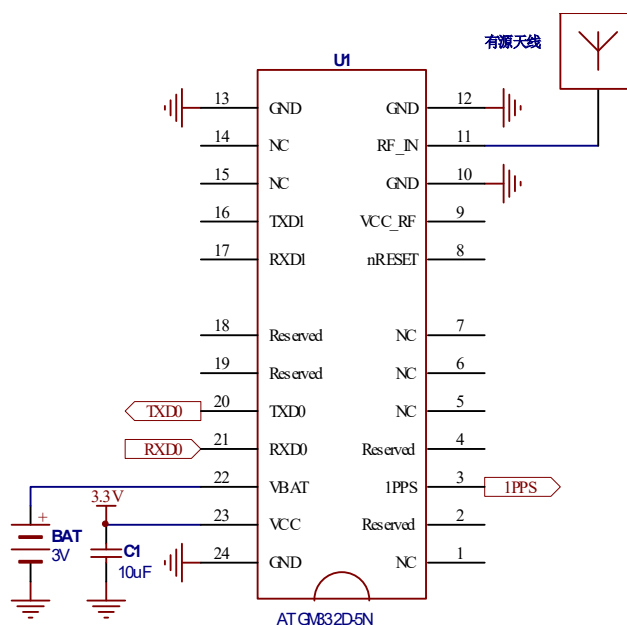 有源天线
U1
13 GND GND 12
14 NC RF_IN 11
15 NC GND 10
16 TXD1 VCC_RF 9
17 RXD1 nRESET 8
18 Reserved NC 7
19 Reserved NC 6
TXD0 20 TXD0 NC 5
RXD0 21 RXD0 Reserved 4
22 VBAT 1PPS 3 1PPS
3.3V
+
23 VCC Reserved 2
BAT
3V
C1
10uF
24 GND NC 1
ATGM332D-5N